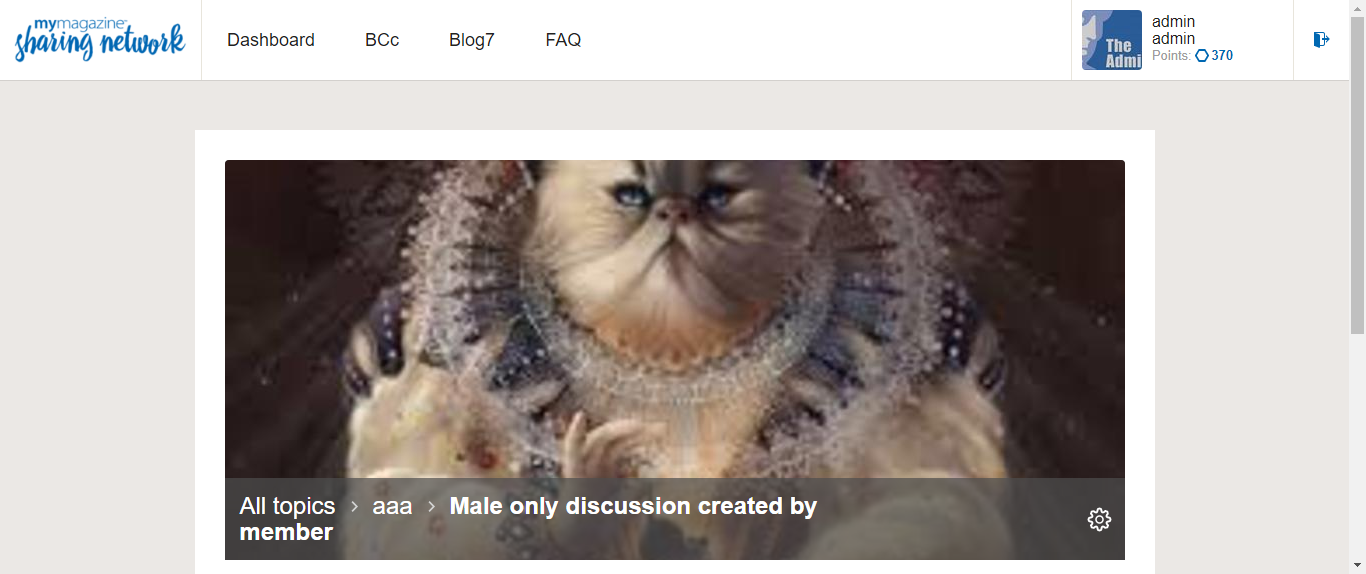 mymagazine
sharing network
Dashboard
BCc
Blog7
FAQ
The
Admi
admin
admin
Points: 370
All topics > aaa > Male only discussion created by
member